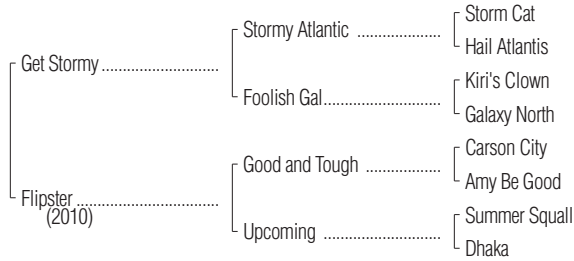 Storm Cat
Stormy Atlantic ....................
Hail Atlantis
Get Stormy ............................
Kiri's Clown
Foolish Gal............................
Galaxy North
Carson City
Good and Tough ..................
Amy Be Good
Flipster ..................................
(2010)
Summer Squall
Upcoming ............................
Dhaka